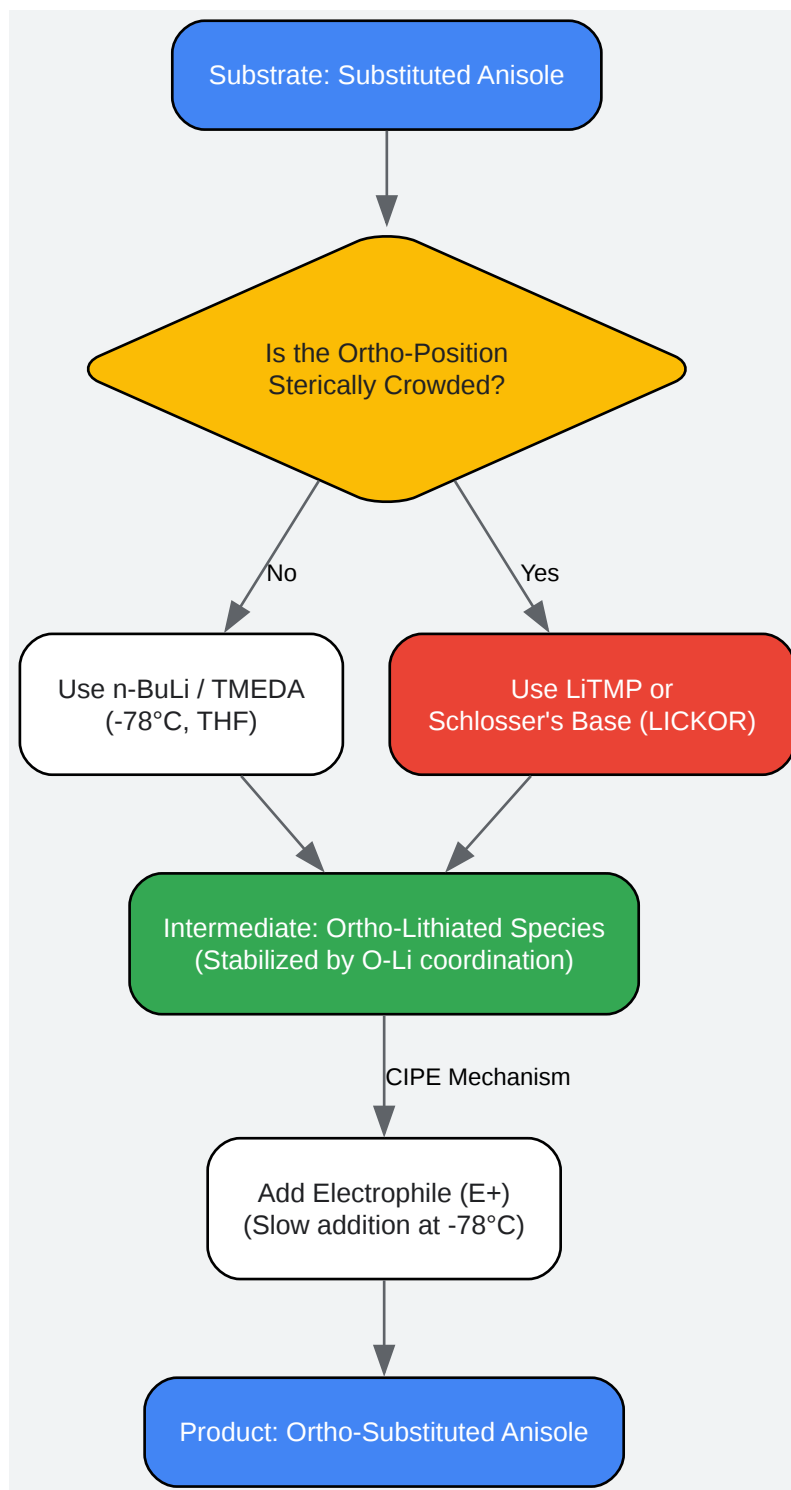 Substrate: Substituted Anisole
Is the Ortho-Position
Sterically Crowded?
No
Yes
Use n-BuLi / TMEDA
(-78°C, THF)
Use LiTMP or
Schlosser's Base (LICKOR)
Intermediate: Ortho-Lithiated Species
(Stabilized by O-Li coordination)
CIPE Mechanism
Add Electrophile (E+)
(Slow addition at -78°C)
Product: Ortho-Substituted Anisole